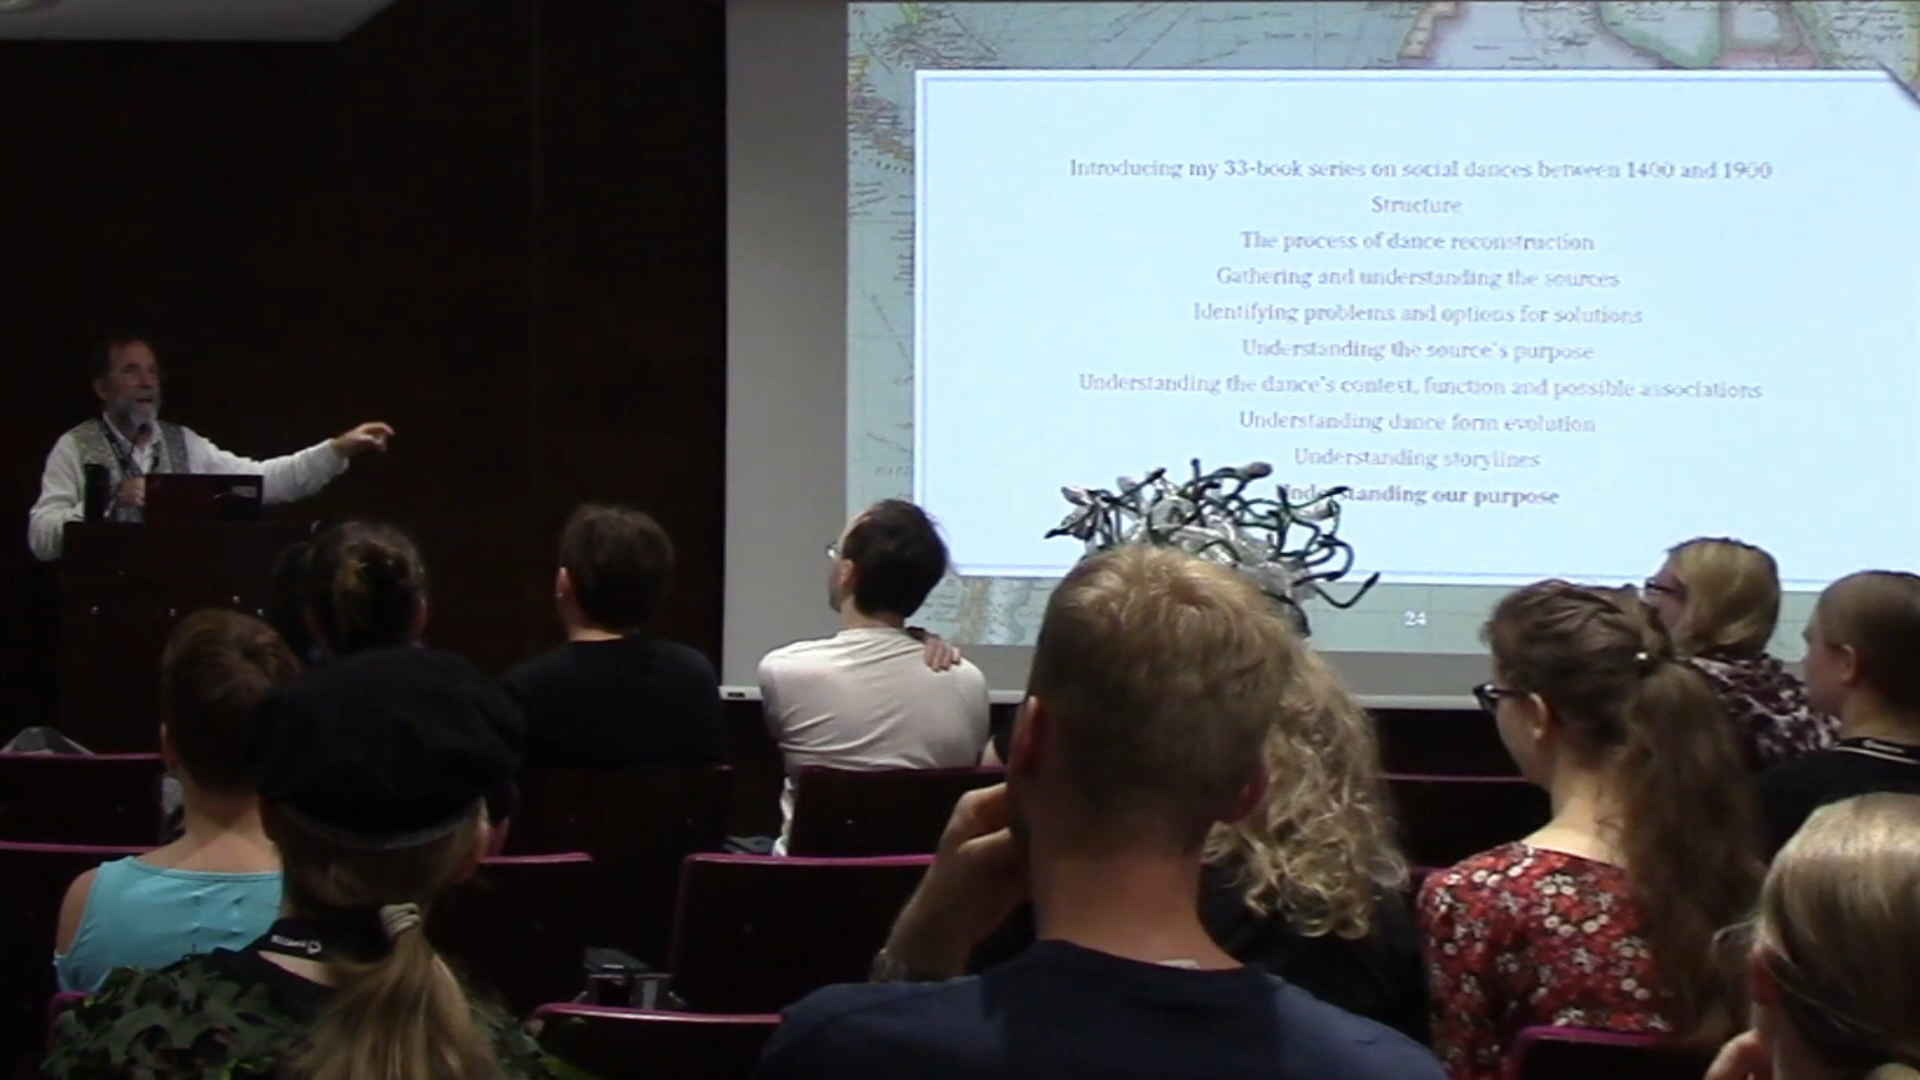 Introducing my 33-book series on social dances between 1400 and 1900
Structure
The process of dance reconstruction
Gathering and understanding the sources
Identifying problems and options for solutions
Understanding the source's purpose
Understanding the dance's context, function and possible associations
Understanding dance form evolution
Understanding storylines
Understanding our purpose
24